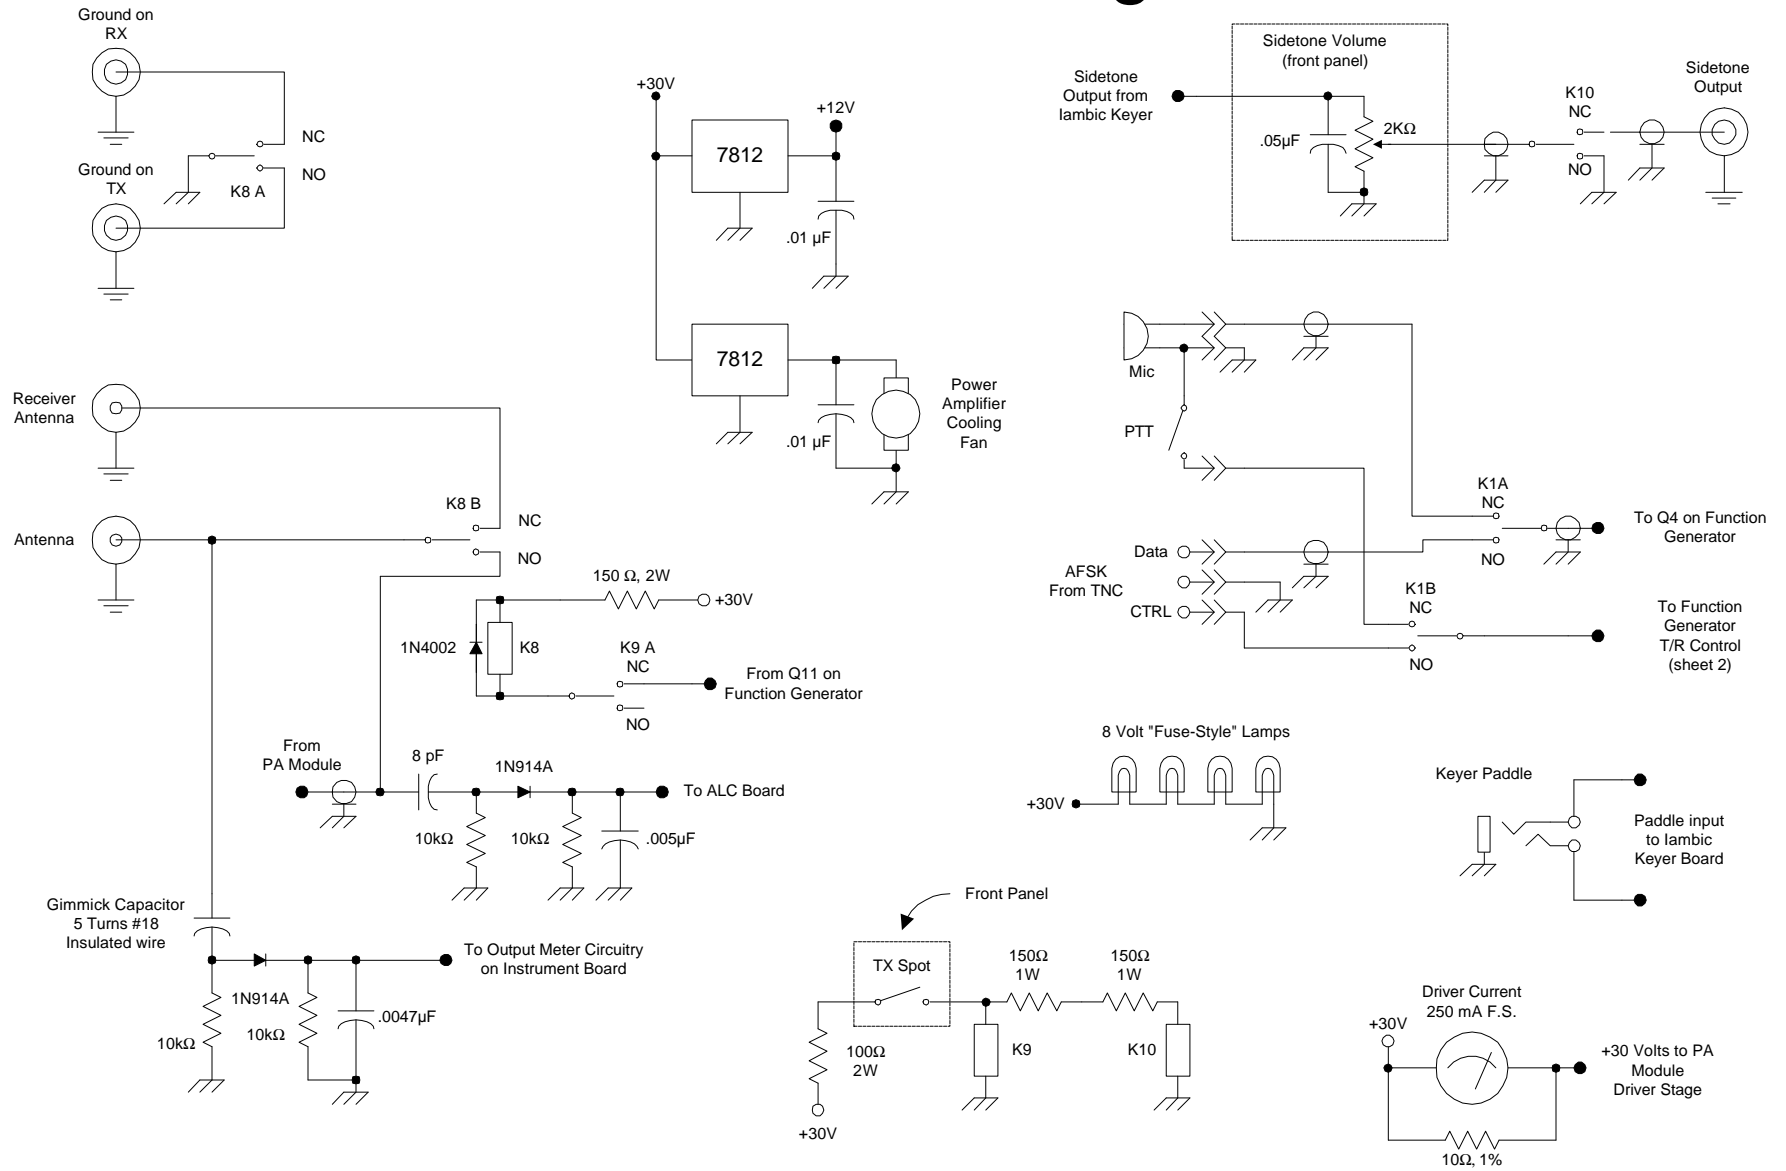 Ground on
RX
NC
NO
K8 A
Ground on
TX
+30V
+12V
7812
.01 µF
7812
.01 µF
Power
Amplifier
Cooling
Fan
Sidetone Volume
(front panel)
Sidetone
Output from
Iambic Keyer
.05µF
2KΩ
K10
NC
NO
Sidetone
Output
Mic
PTT
K1A
NC
NO
To Q4 on Function
Generator
Data
AFSK
From TNC
CTRL
K1B
NC
NO
To Function
Generator
T/R Control
(sheet 2)
Receiver
Antenna
K8 B
NC
NO
Antenna
150 Ω, 2W
+30V
1N4002
K8
K9 A
NC
NO
From Q11 on
Function Generator
From
PA Module
8 pF
1N914A
To ALC Board
10kΩ
10kΩ
.005µF
Gimmick Capacitor
5 Turns #18
Insulated wire
To Output Meter Circuitry
on Instrument Board
1N914A
10kΩ
10kΩ
.0047µF
8 Volt "Fuse-Style" Lamps
+30V
Keyer Paddle
Paddle input
to Iambic
Keyer Board
Front Panel
TX Spot
150Ω
1W
150Ω
1W
100Ω
2W
K9
K10
+30V
Driver Current
250 mA F.S.
+30V
+30 Volts to PA
Module
Driver Stage
10Ω, 1%